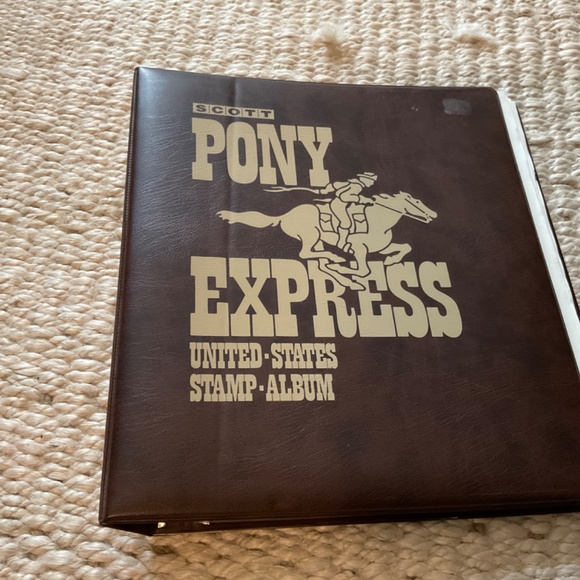 SCOTT
PONY
EXPRESS
UNITED·STATES
STAMP·ALBUM